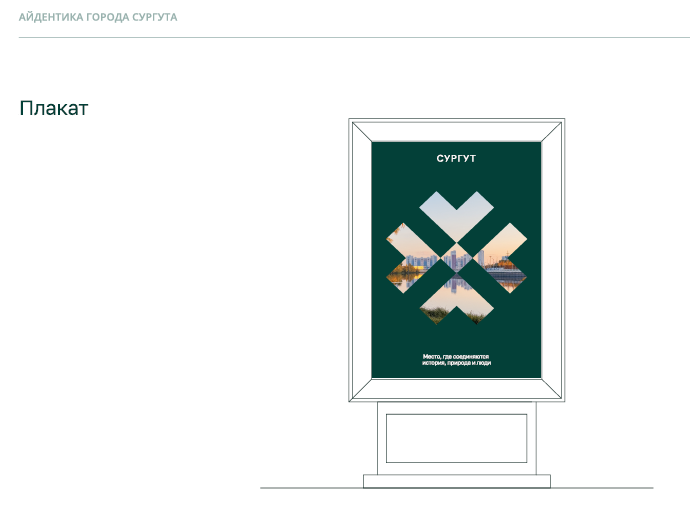 АЙДЕНТИКА ГОРОДА СУРГУТА
Плакат
СУРГУТ
Место, где соединяются
история, природа и люди